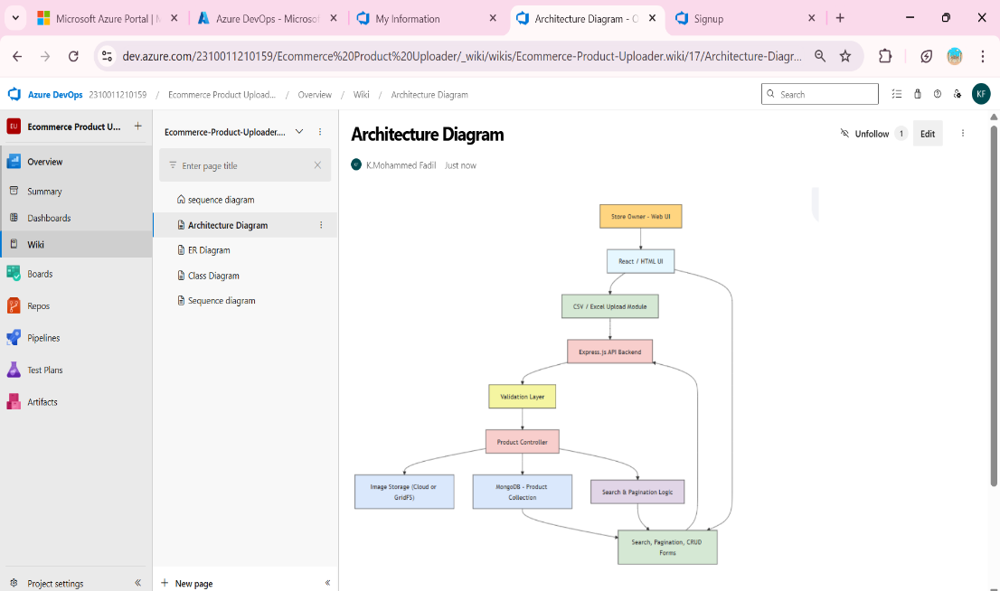 Microsoft Azure Portal | M
Azure DevOps - Microsof
My Information
Architecture Diagram - O
Signup
dev.azure.com/2310011210159/Ecommerce%20Product%20Uploader/_wiki/wikis/Ecommerce-Product-Uploader.wiki/17/Architecture-Diagr...
Azure DevOps 2310011210159 / Ecommerce Product Upload... / Overview / Wiki / Architecture Diagram
Search
KF
EU Ecommerce Product U...
Overview
Summary
Dashboards
Wiki
Boards
Repos
Pipelines
Test Plans
Artifacts
Project settings
Ecommerce-Product-Uploader....
Enter page title
sequence diagram
Architecture Diagram
ER Diagram
Class Diagram
Sequence diagram
New page
Architecture Diagram
Unfollow 1 Edit
K.Mohammed Fadil Just now
Store Owner - Web UI
React / HTML UI
CSV / Excel Upload Module
Express.js API Backend
Validation Layer
Product Controller
Image Storage (Cloud or
GridFS)
MongoDB - Product
Collection
Search & Pagination Logic
Search, Pagination, CRUD
Forms